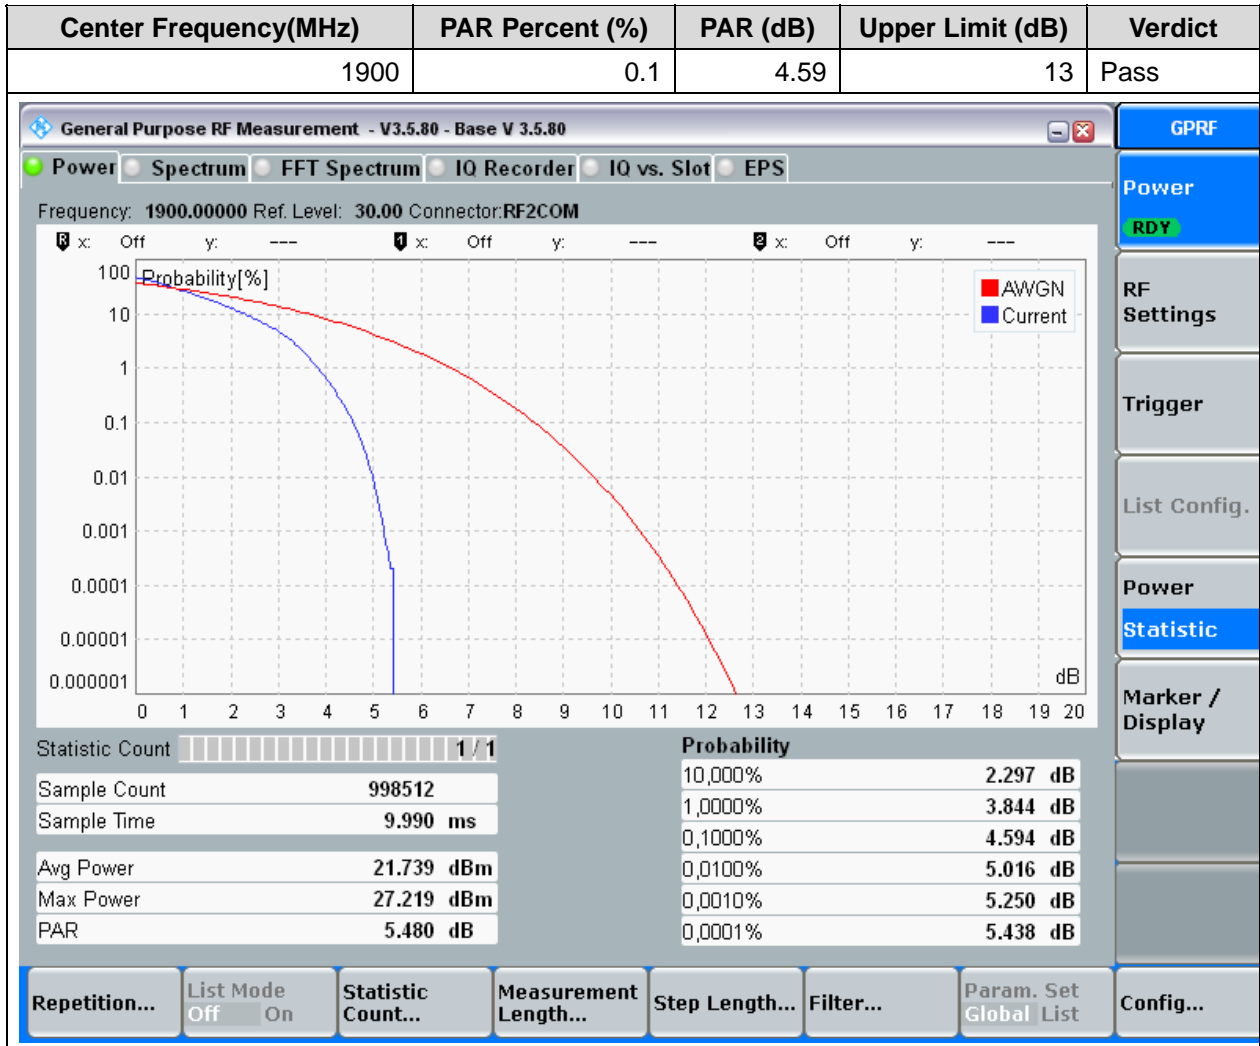 Center Frequency(MHz) PAR Percent (%) PAR (dB) Upper Limit (dB) Verdict
1900 0.1 4.59 13 Pass
General Purpose RF Measurement - V3.5.80 - Base V 3.5.80
GPRF
Power Spectrum FFT Spectrum IQ Recorder IQ vs. Slot EPS
Power
RDY
Frequency: 1900.00000 Ref. Level: 30.00 Connector:RF2COM
R x: Off y: --- 1 x: Off y: --- 2 x: Off y: ---
Probability[%]
100
10
1
0.1
0.01
0.001
0.0001
0.00001
0.000001
AWGN
Current
dB
0 1 2 3 4 5 6 7 8 9 10 11 12 13 14 15 16 17 18 19 20
RF
Settings
Trigger
List Config.
Power
Statistic
Marker /
Display
Statistic Count 1 / 1
Sample Count 998512
Sample Time 9.990 ms
Avg Power 21.739 dBm
Max Power 27.219 dBm
PAR 5.480 dB
Probability
10,000% 2.297 dB
1,0000% 3.844 dB
0,1000% 4.594 dB
0,0100% 5.016 dB
0,0010% 5.250 dB
0,0001% 5.438 dB
Repetition...
List Mode
Off On
Statistic
Count...
Measurement
Length...
Step Length...
Filter...
Param. Set
Global List
Config...